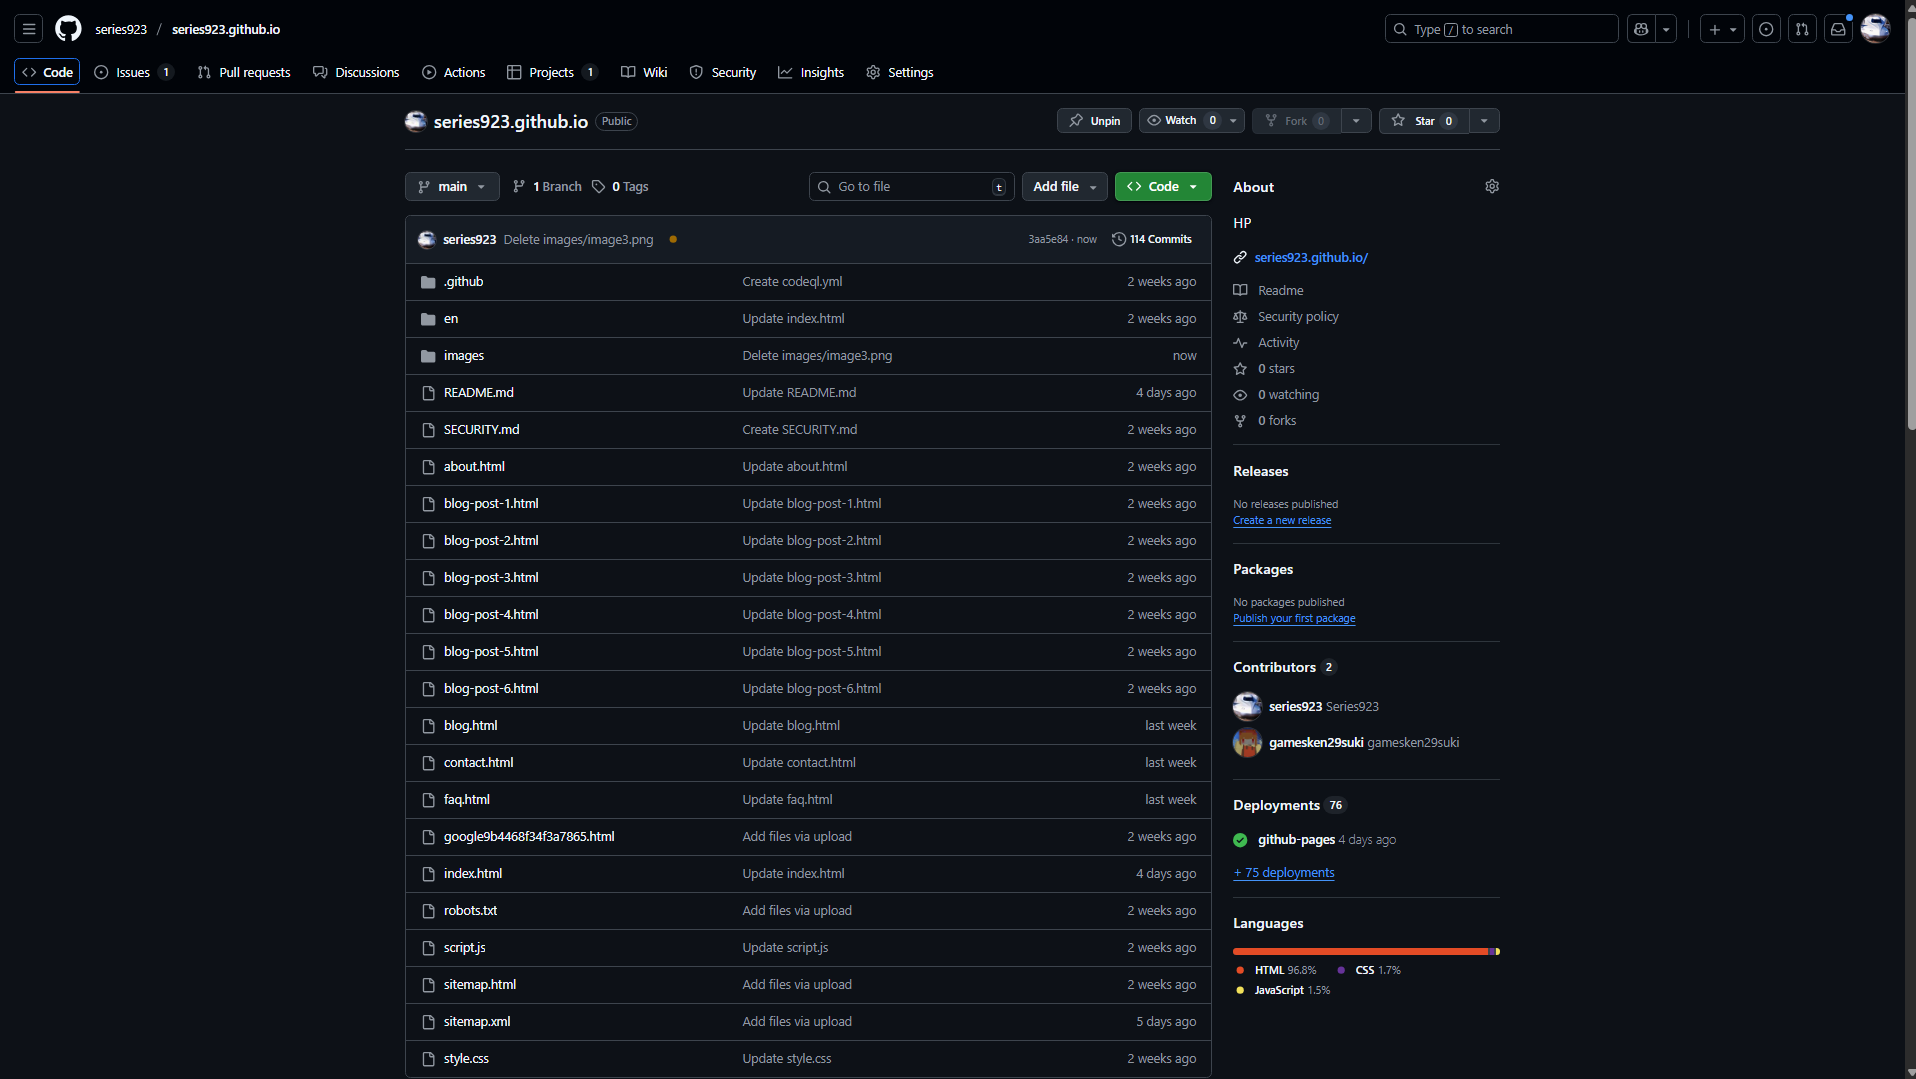 series923 / series923.github.io
Type / to search
Code Issues 1 Pull requests Discussions Actions Projects 1 Wiki Security Insights Settings
series923.github.io Public
Unpin Watch 0 Fork 0 Star 0
main 1 Branch 0 Tags Go to file t Add file Code
series923 Delete images/image3.png 3aa5e84 · now 114 Commits
.github Create codeql.yml 2 weeks ago
en Update index.html 2 weeks ago
images Delete images/image3.png now
README.md Update README.md 4 days ago
SECURITY.md Create SECURITY.md 2 weeks ago
about.html Update about.html 2 weeks ago
blog-post-1.html Update blog-post-1.html 2 weeks ago
blog-post-2.html Update blog-post-2.html 2 weeks ago
blog-post-3.html Update blog-post-3.html 2 weeks ago
blog-post-4.html Update blog-post-4.html 2 weeks ago
blog-post-5.html Update blog-post-5.html 2 weeks ago
blog-post-6.html Update blog-post-6.html 2 weeks ago
blog.html Update blog.html last week
contact.html Update contact.html last week
faq.html Update faq.html last week
google9b4468f34f3a7865.html Add files via upload 2 weeks ago
index.html Update index.html 4 days ago
robots.txt Add files via upload 2 weeks ago
script.js Update script.js 2 weeks ago
sitemap.html Add files via upload 2 weeks ago
sitemap.xml Add files via upload 5 days ago
style.css Update style.css 2 weeks ago
About
HP
series923.github.io/
Readme
Security policy
Activity
0 stars
0 watching
0 forks
Releases
No releases published
Create a new release
Packages
No packages published
Publish your first package
Contributors 2
series923 Series923
gamesken29suki gamesken29suki
Deployments 76
github-pages 4 days ago
+ 75 deployments
Languages
HTML 96.8% CSS 1.7%
JavaScript 1.5%